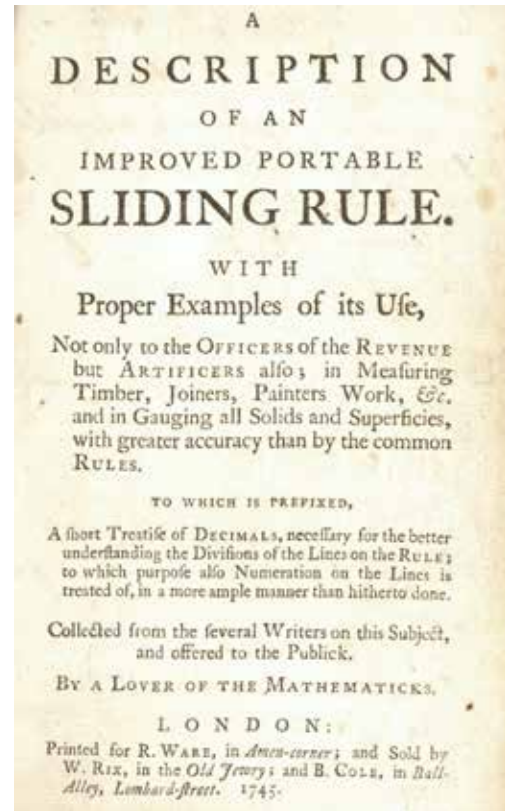 A
DESCRIPTION
OF AN
IMPROVED PORTABLE
SLIDING RULE.
WITH
Proper Examples of its Uſe,
Not only to the OFFICERS of the REVENUE
but ARTIFICERS alſo; in Meaſuring
Timber, Joiners, Painters Work, &c.
and in Gauging all Solids and Superficies,
with greater accuracy than by the common
RULES.
TO WHICH IS PREFIXED,
A ſhort Treatiſe of DECIMALS, neceſſary for the better
underſtanding the Diviſions of the Lines on the RULE;
to which purpoſe alſo Numeration on the Lines is
treated of, in a more ample manner than hitherto done.
Collected from the ſeveral Writers on this Subject,
and offered to the Publick.
BY A LOVER OF THE MATHEMATICKS.
LONDON:
Printed for R. WARE, in Amen-corner; and Sold by
W. RIX, in the Old Jewry; and B. COLE, in Ball-
Alley, Lombard-ſtreet. 1745.